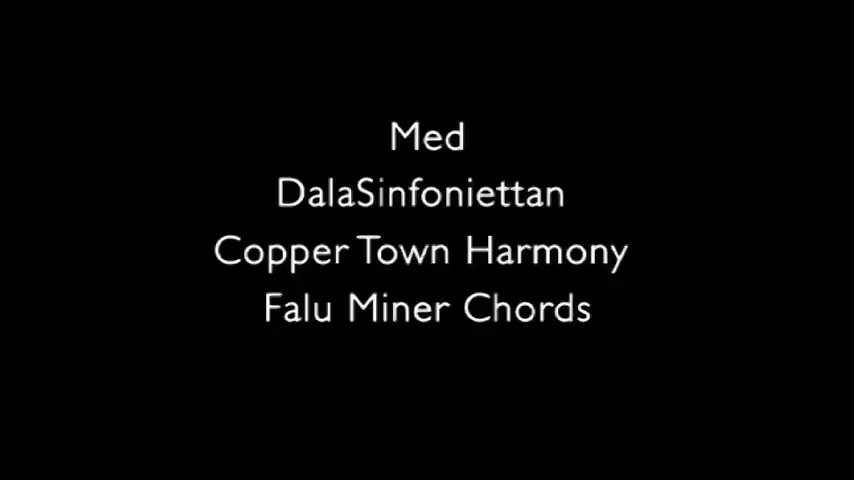 Med
DalaSinfoniettan
Copper Town Harmony
Falu Miner Chords